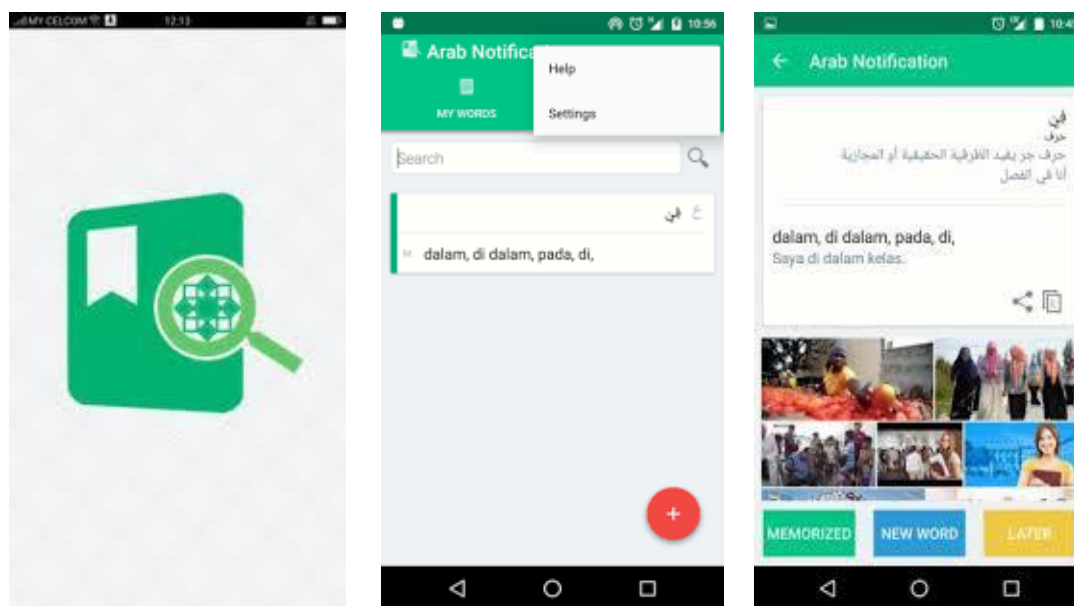 MY CELCOM
12:13
10:56
Arab Notifica
Help
MY WORDS
Settings
Search
ع في
M dalam, di dalam, pada, di,
10:4
Arab Notification
في
حرف
حرف جر يفيد الظرفية الحقيقية أو المجازية
أنا في الفصل
dalam, di dalam, pada, di,
Saya di dalam kelas.
MEMORIZED
NEW WORD
LATER